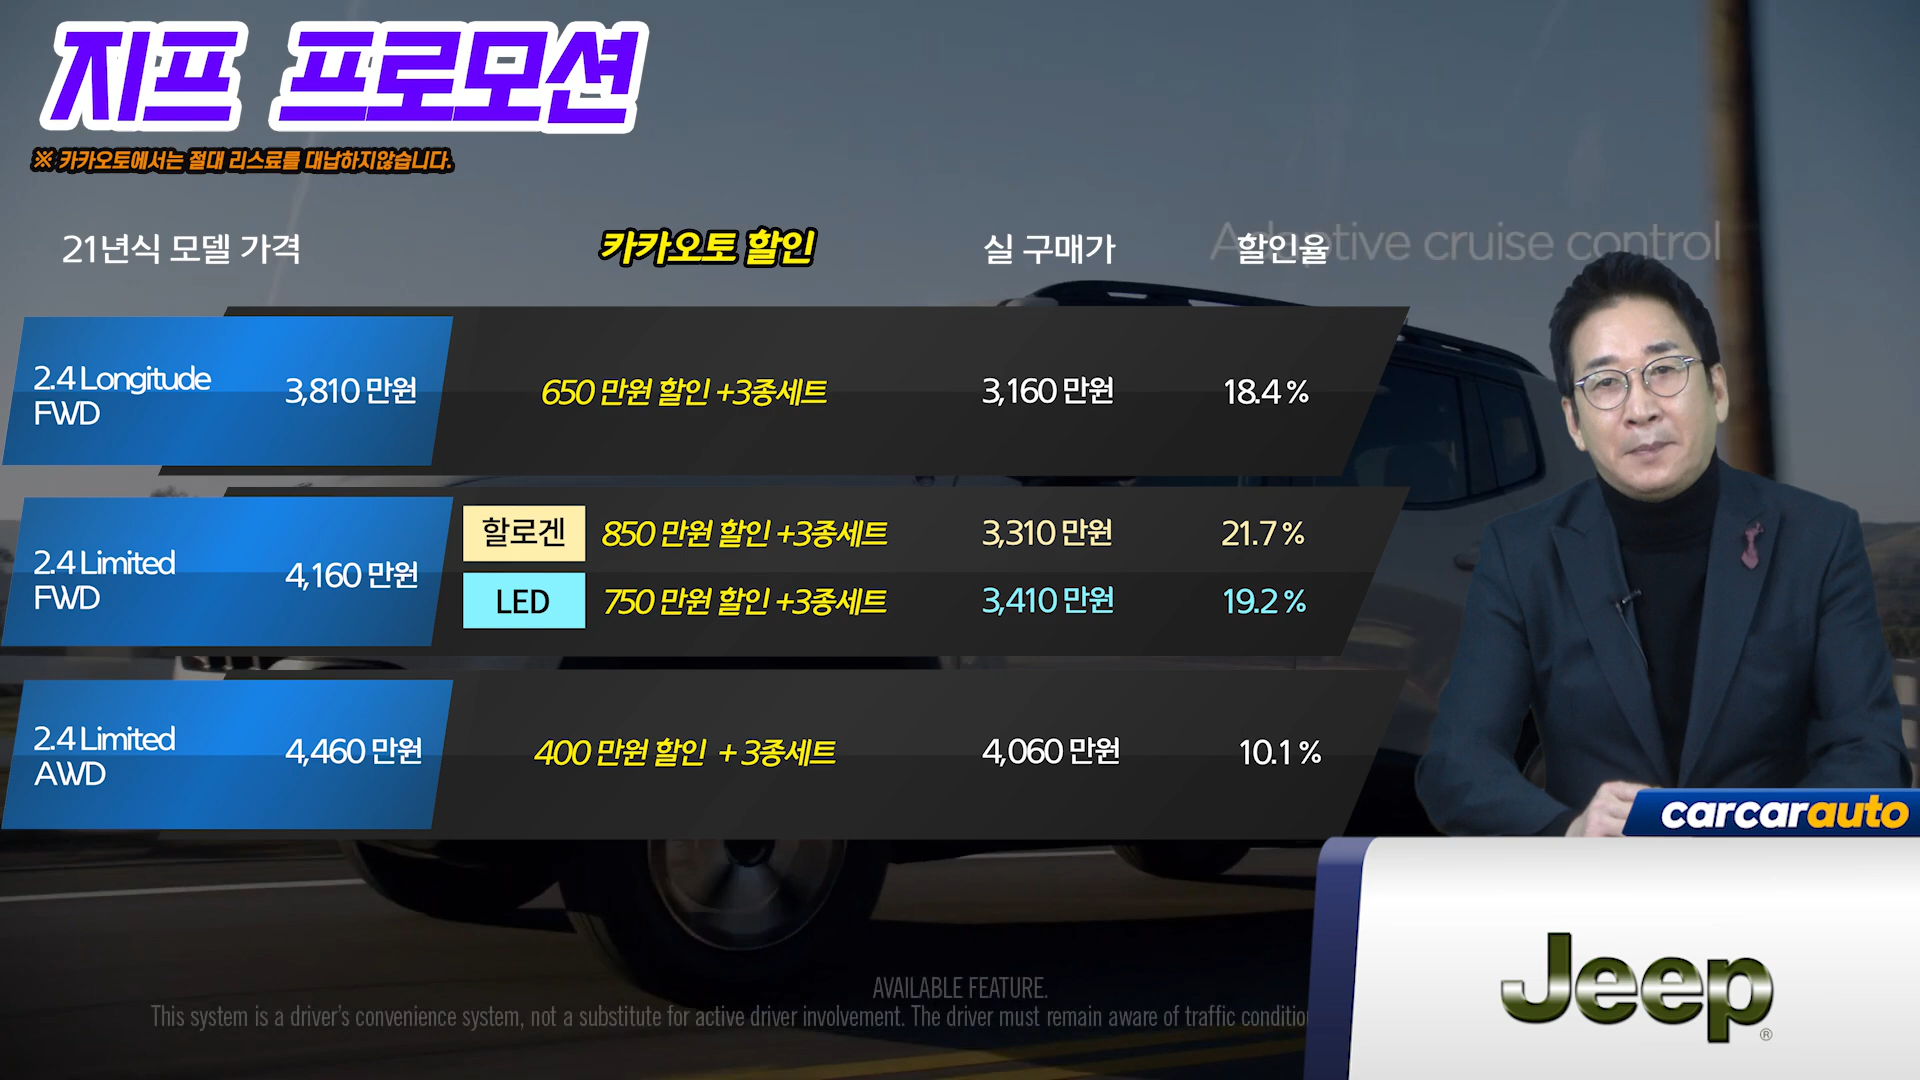 지프 프로모션
※ 카카오토에서는 절대 리스료를 대납하지않습니다.
Adaptive cruise control
21년식 모델 가격 카카오토 할인 실 구매가 할인율
2.4 Longitude
FWD
3,810 만원 650 만원 할인 +3종세트 3,160 만원 18.4 %
2.4 Limited
FWD
4,160 만원
할로겐 850 만원 할인 +3종세트 3,310 만원 21.7 %
LED 750 만원 할인 +3종세트 3,410 만원 19.2 %
2.4 Limited
AWD
4,460 만원 400 만원 할인 + 3종세트 4,060 만원 10.1 %
carcarauto
Jeep®
AVAILABLE FEATURE.
This system is a driver's convenience system, not a substitute for active driver involvement. The driver must remain aware of traffic conditio